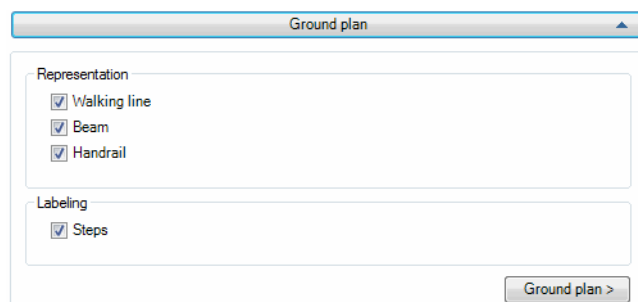 Ground plan
Representation
Walking line
Beam
Handrail
Labeling
Steps
Ground plan >